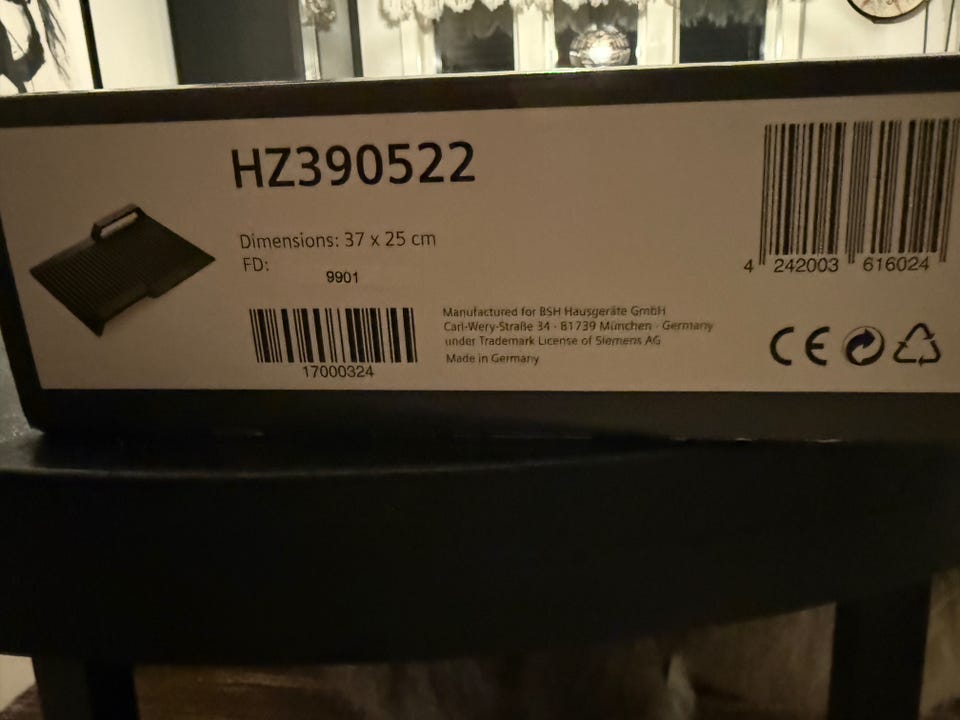 HZ390522
Dimensions: 37 x 25 cm
FD:
9901
17000324
Manufactured for BSH Hausgeräte GmbH
Carl-Wery-Straße 34 · 81739 München · Germany
under Trademark License of Siemens AG
Made in Germany
4 242003 616024
CE